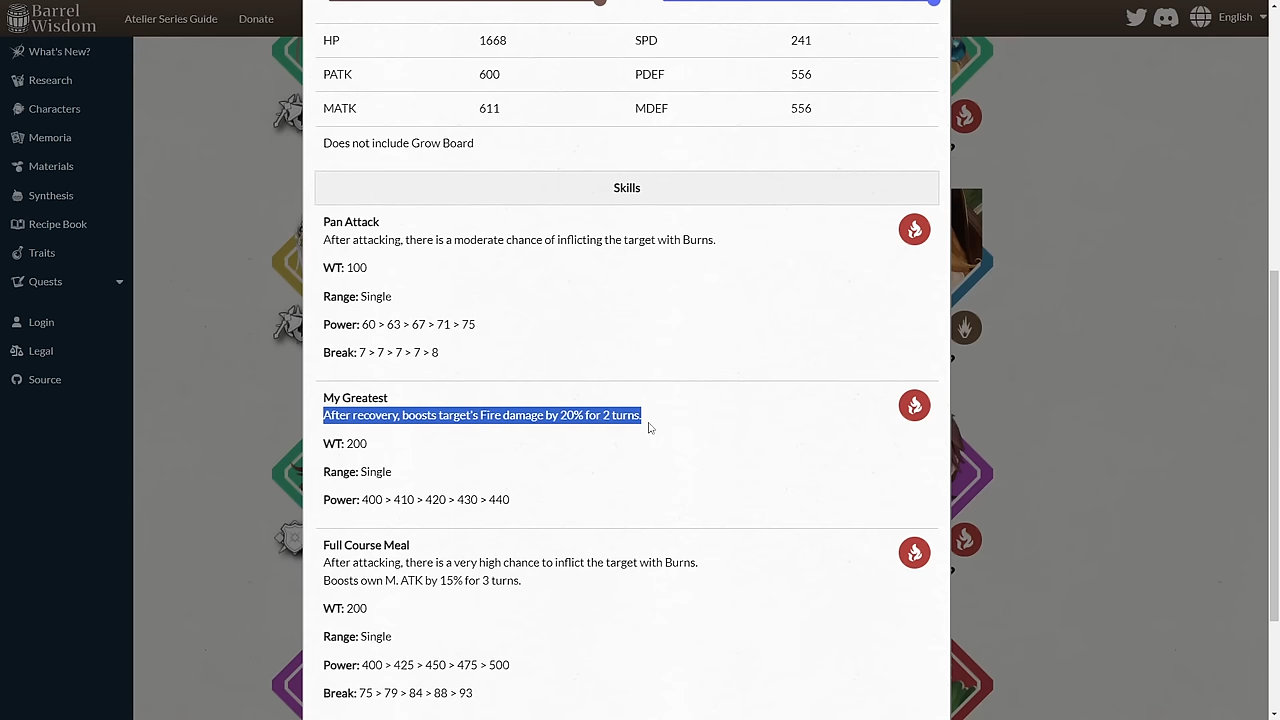 Barrel
Wisdom
Atelier Series Guide
Donate
English
What's New?
Research
Characters
Memoria
Materials
Synthesis
Recipe Book
Traits
Quests
Login
Legal
Source
HP 1668 SPD 241
PATK 600 PDEF 556
MATK 611 MDEF 556
Does not include Grow Board
Skills
Pan Attack
After attacking, there is a moderate chance of inflicting the target with Burns.
WT: 100
Range: Single
Power: 60 > 63 > 67 > 71 > 75
Break: 7 > 7 > 7 > 7 > 8
My Greatest
After recovery, boosts target's Fire damage by 20% for 2 turns.
WT: 200
Range: Single
Power: 400 > 410 > 420 > 430 > 440
Full Course Meal
After attacking, there is a very high chance to inflict the target with Burns.
Boosts own M. ATK by 15% for 3 turns.
WT: 200
Range: Single
Power: 400 > 425 > 450 > 475 > 500
Break: 75 > 79 > 84 > 88 > 93